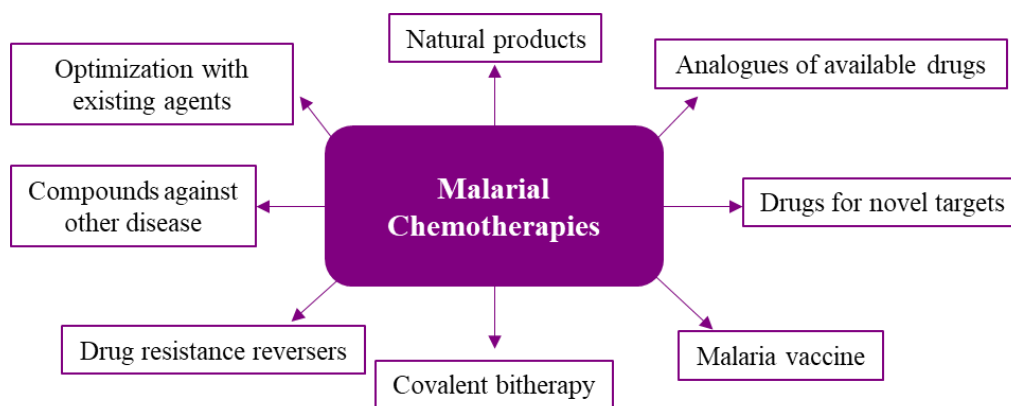 Natural products
Optimization with
existing agents
Analogues of available drugs
Malarial
Chemotherapies
Compounds against
other disease
Drugs for novel targets
Drug resistance reversers
Covalent bitherapy
Malaria vaccine